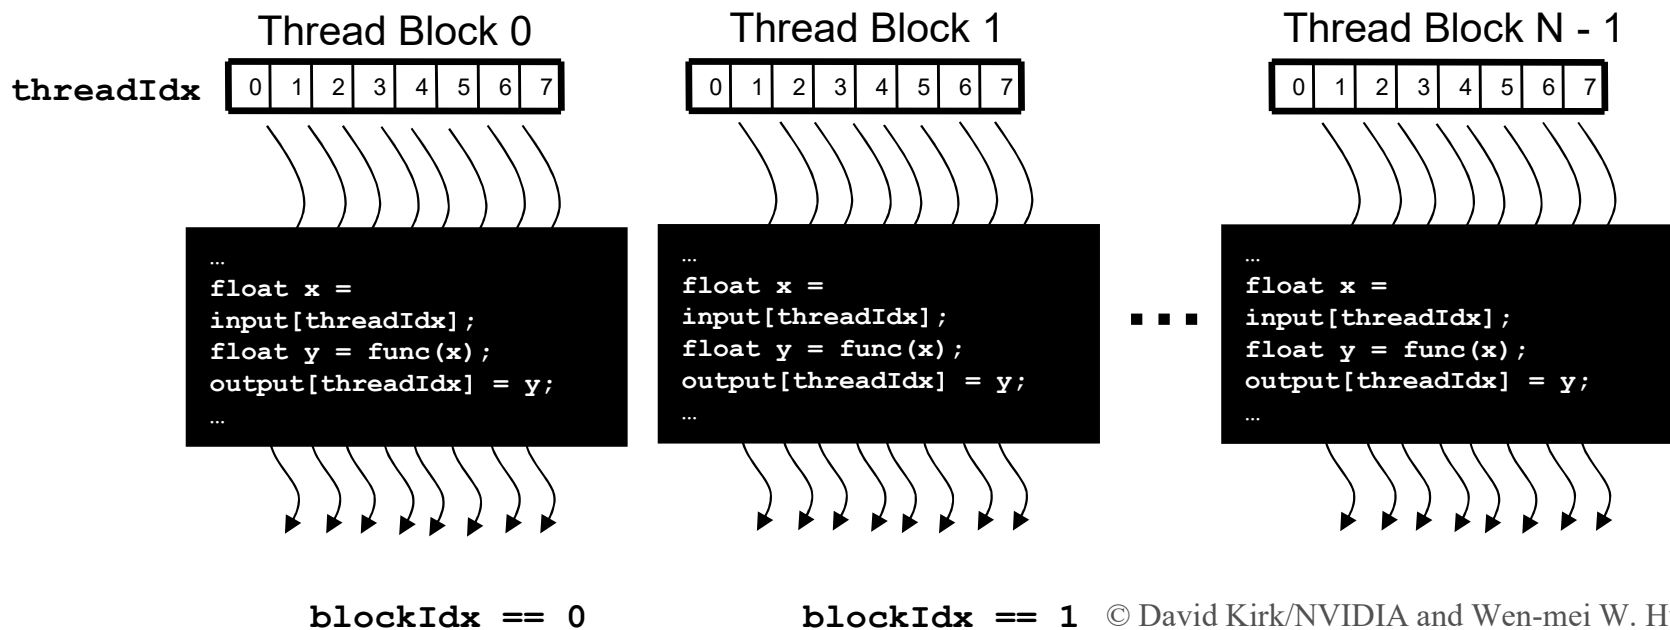 Thread Block 0
Thread Block 1
Thread Block N - 1
threadIdx
0 1 2 3 4 5 6 7
0 1 2 3 4 5 6 7
0 1 2 3 4 5 6 7
…
float x =
input[threadIdx];
float y = func(x);
output[threadIdx] = y;
…
…
float x =
input[threadIdx];
float y = func(x);
output[threadIdx] = y;
…
...
…
float x =
input[threadIdx];
float y = func(x);
output[threadIdx] = y;
…
blockIdx == 0
blockIdx == 1
© David Kirk/NVIDIA and Wen-mei W.